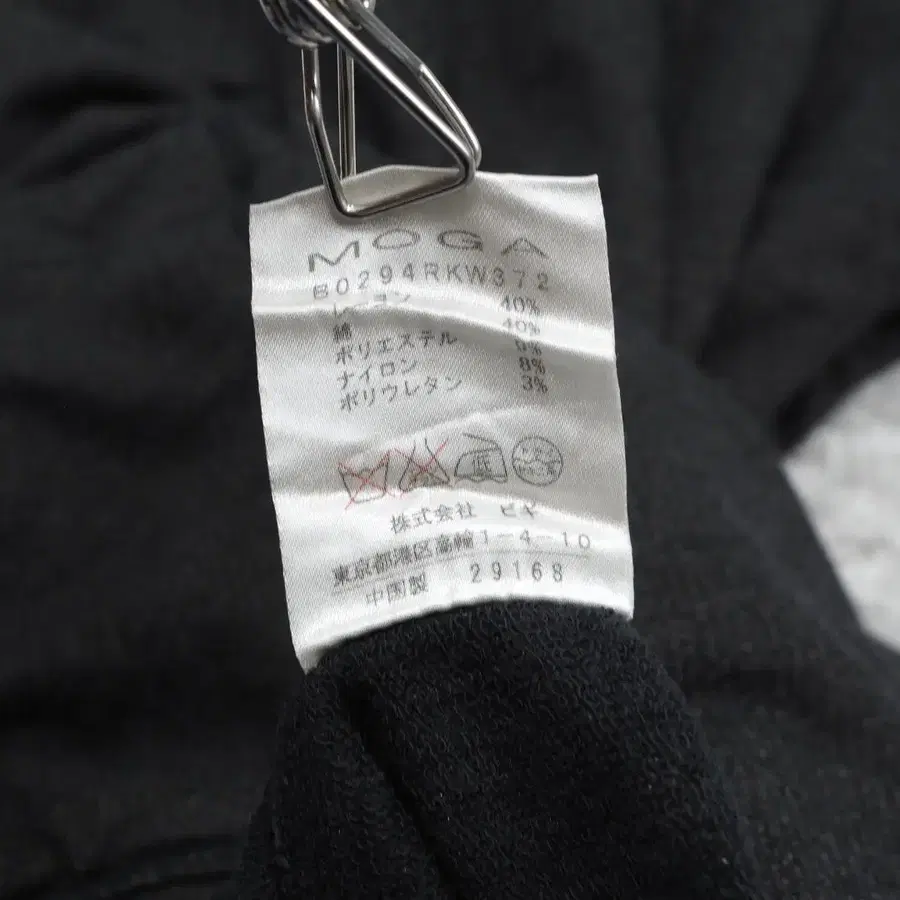 MOGA
B0294RKW372
レーヨン 40%
綿 40%
ポリエステル 9%
ナイロン 8%
ポリウレタン 3%
低
株式会社 ビギ
東京都港区高輪1-4-10
中国製 29168